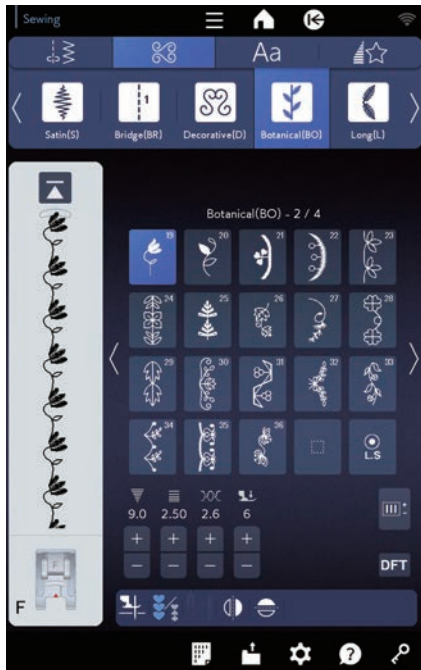 Sewing
Aa
1
Satin(S) Bridge(BR) Decorative(D) Botanical(BO) Long(L)
Botanical(BO) - 2 / 4
19 20 21 22 23
24 25 26 27 28
29 30 31 32 33
34 35 36
L.S
9.0 2.50 2.6 6
+ + + +
- - - -
DFT
F
?